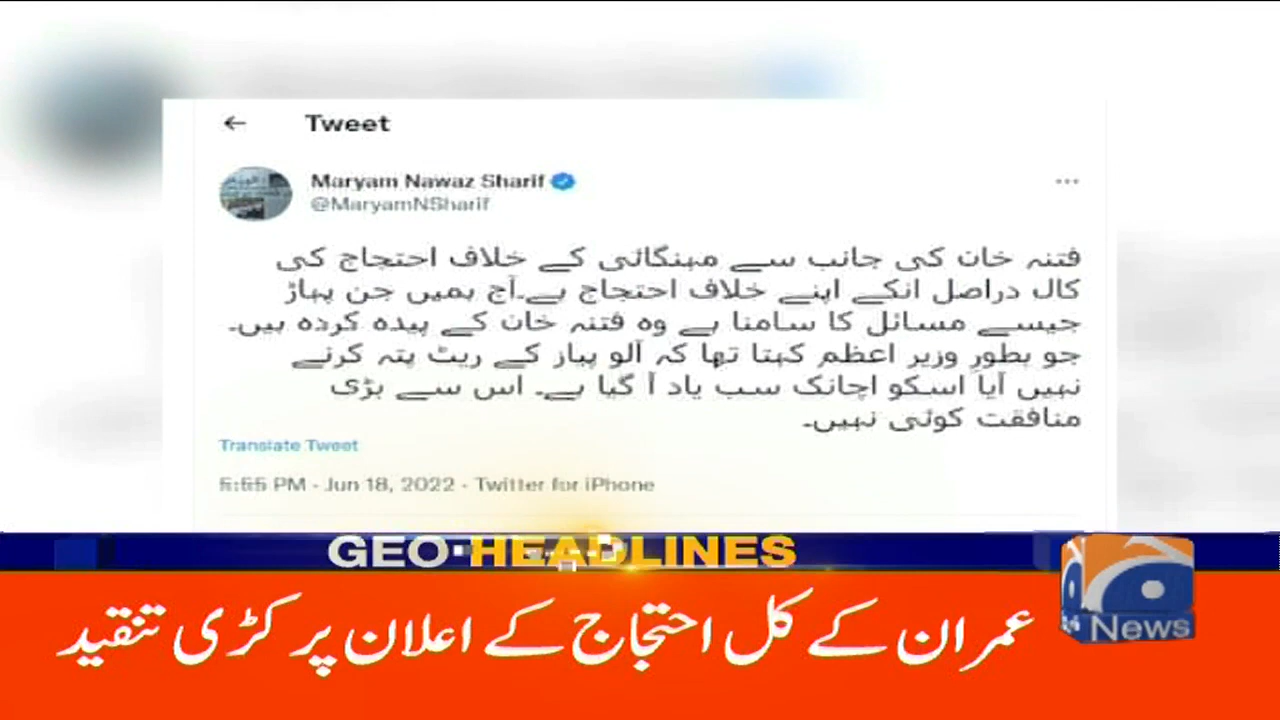 Tweet
Maryam Nawaz Sharif
@MaryamNSharif
فتنہ خان کی جانب سے مہنگائی کے خلاف احتجاج کی
کال دراصل انکے اپنے خلاف احتجاج ہے۔آج ہمیں جن پہاڑ
جیسے مسائل کا سامنا ہے وہ فتنہ خان کے پیدہ کردہ ہیں۔
جو بطورِ وزیر اعظم کہتا تھا کہ آلو پیاز کے ریٹ پتہ کرنے
نہیں آیا اسکو اچانک سب یاد آ گیا ہے۔ اس سے بڑی
منافقت کوئی نہیں۔
Translate Tweet
5:55 PM · Jun 18, 2022 · Twitter for iPhone
GEO HEADLINES
عمران کے کل احتجاج کے اعلان پر کڑی تنقید
News